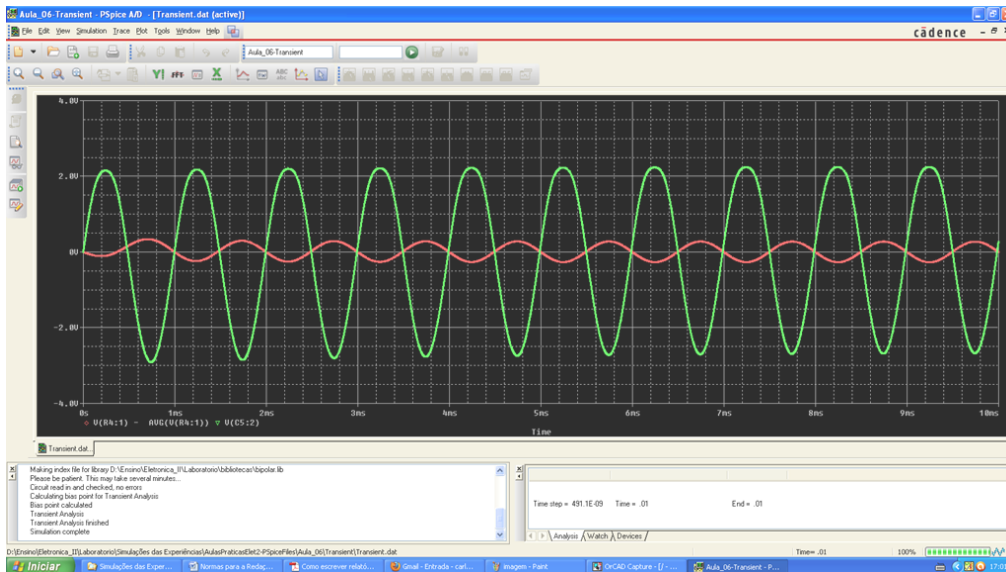 Aula_06-Transient - PSpice A/D - [Transient.dat (active)]
File Edit View Simulation Trace Plot Tools Window Help
cādence
Aula_06-Transient
4.0V
2.0V
0V
-2.0V
-4.0V
0s 1ms 2ms 3ms 4ms 5ms 6ms 7ms 8ms 9ms 10ms
V(R4:1) - AVG(V(R4:1)) V(C5:2)
Time
Transient.dat...
Making index file for library D:\Ensino\Eletronica_II\Laboratorio\bibliotecas\bipolar.lib
Please be patient. This may take several minutes...
Circuit read in and checked, no errors
Calculating bias point for Transient Analysis
Bias point calculated
Transient Analysis
Transient Analysis finished
Simulation complete
Time step = 491.1E-09 Time = .01 End = .01
Analysis Watch Devices
D:\Ensino\Eletronica_II\Laboratorio\Simulações das Experiências\AulasPraticasElet2-PSpiceFiles\Aula_06\Transient\Transient.dat
Time= .01 100%
Iniciar Simulações das Exper... Normas para a Redaç... Como escrever relató... Gmail - Entrada - carl... Imagem - Paint OrCAD Capture - [/ -... Aula_06-Transient - P...